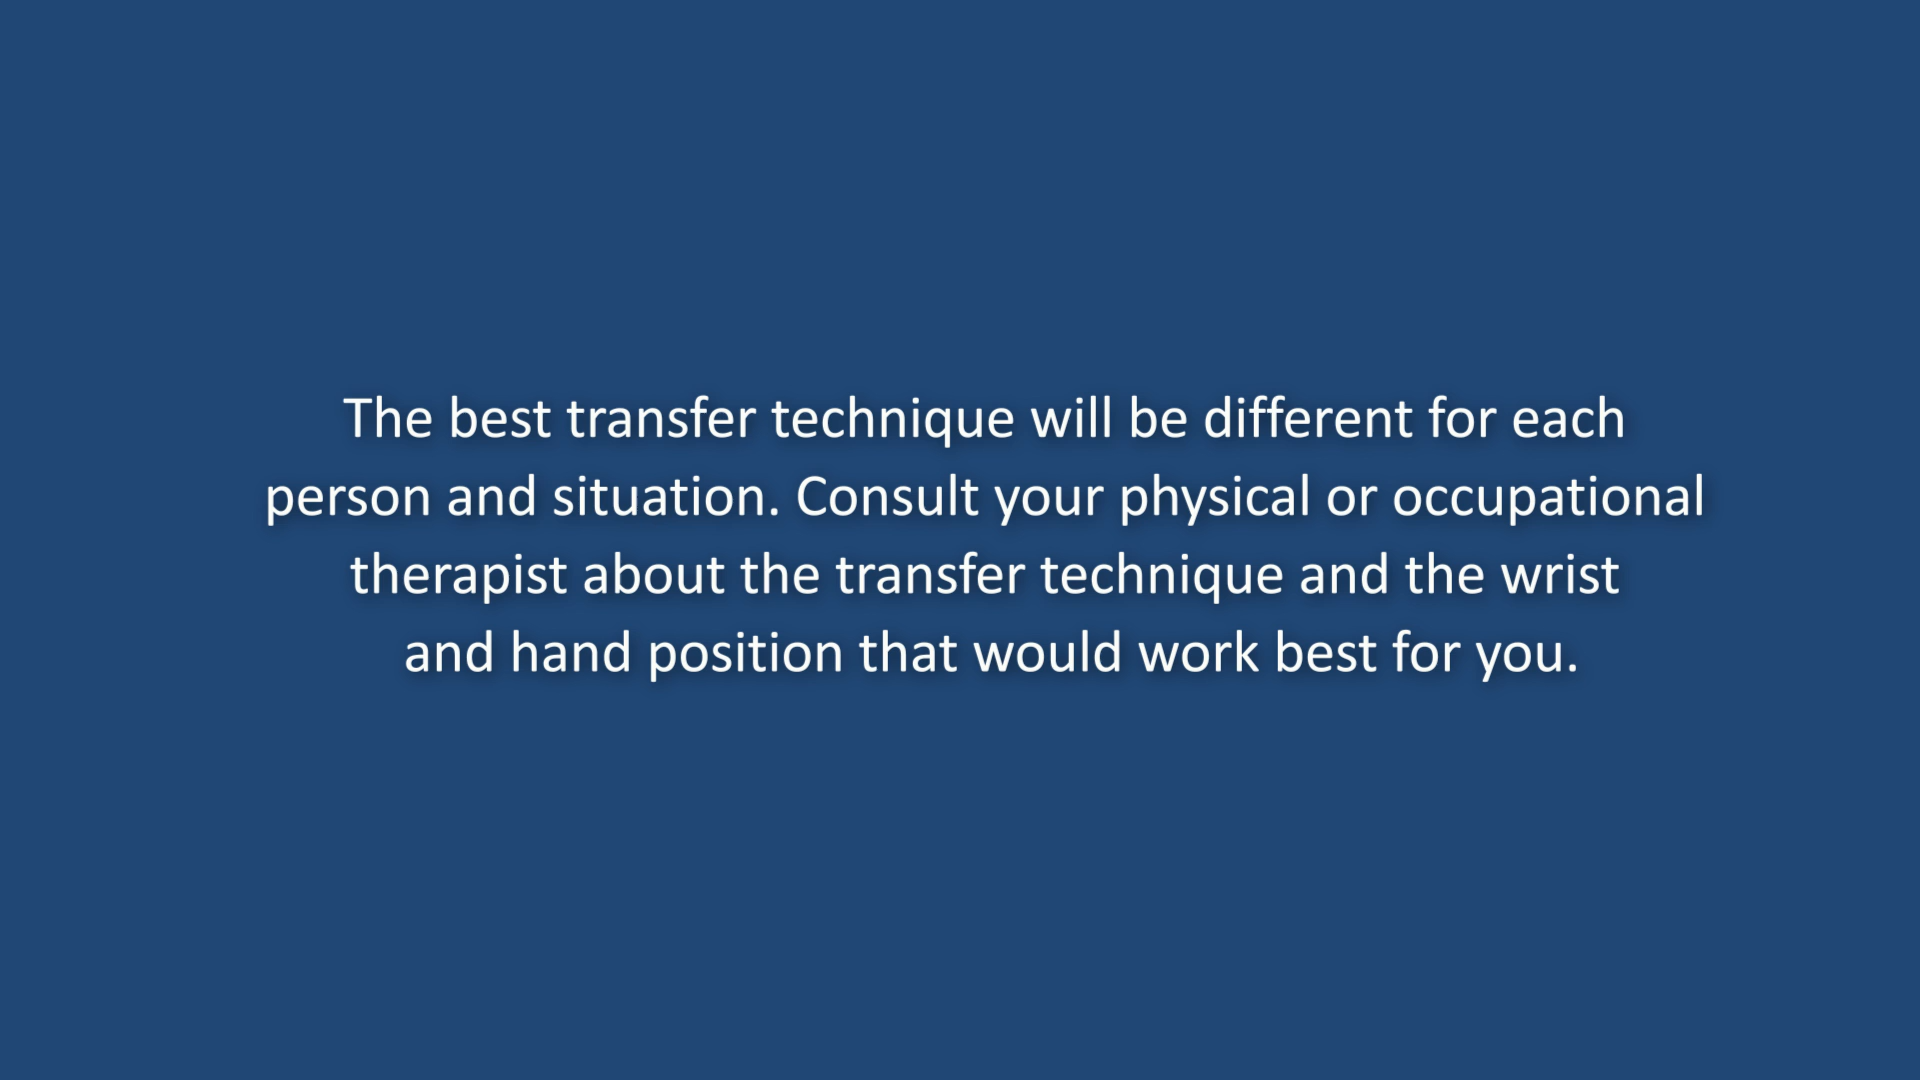 The best transfer technique will be different for each
person and situation. Consult your physical or occupational
therapist about the transfer technique and the wrist
and hand position that would work best for you.